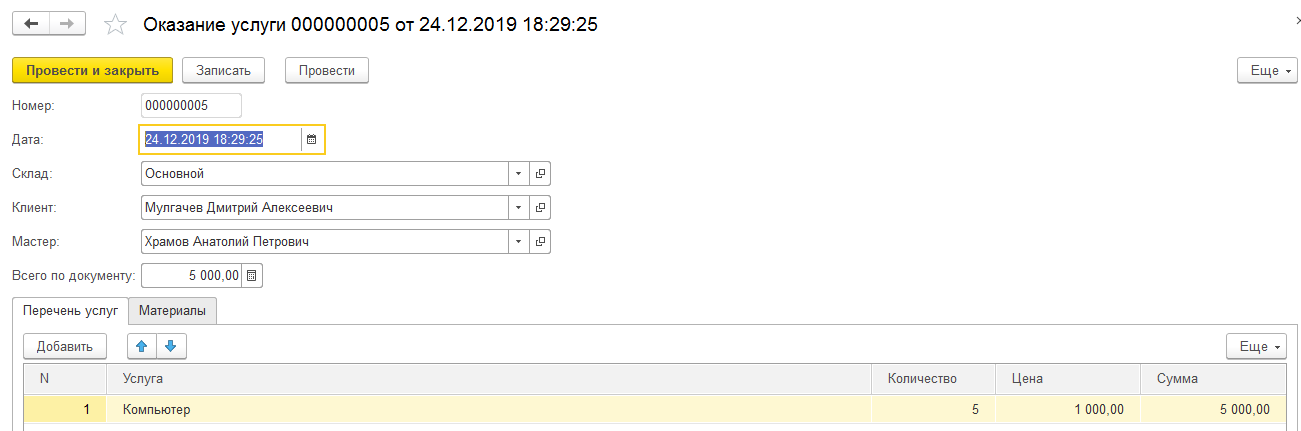 Оказание услуги 000000005 от 24.12.2019 18:29:25
Провести и закрыть Записать Провести Еще
Номер: 000000005
Дата: 24.12.2019 18:29:25
Склад: Основной
Клиент: Мулгачев Дмитрий Алексеевич
Мастер: Храмов Анатолий Петрович
Всего по документу: 5 000,00
Перечень услуг Материалы
Добавить Еще
N Услуга Количество Цена Сумма
1 Компьютер 5 1 000,00 5 000,00